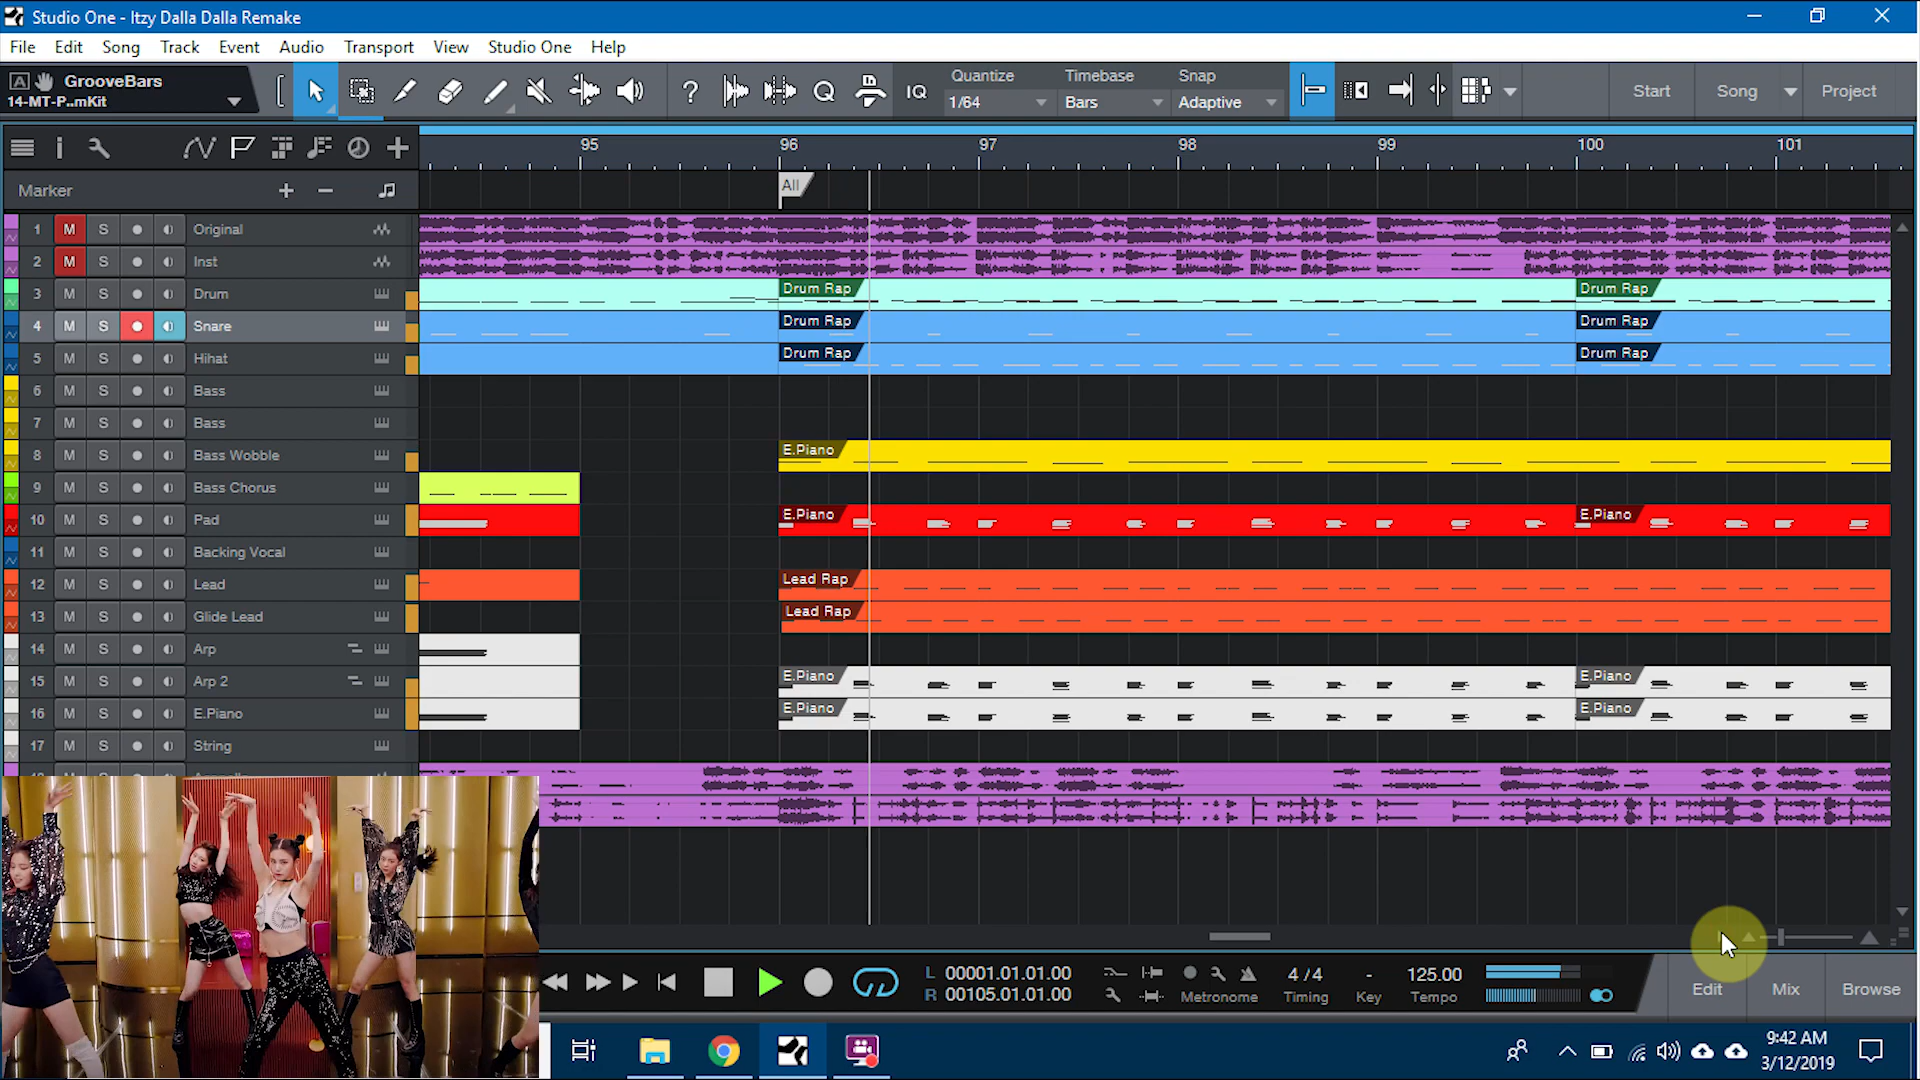 Studio One - Itzy Dalla Dalla Remake
File Edit Song Track Event Audio Transport View Studio One Help
A GrooveBars
14-MT-P..mKit
? Q IQ
Quantize Timebase Snap
1/64 Bars Adaptive
Start Song Project
95 96 97 98 99 100 101
Marker
All
1 M S Original
2 M S Inst
3 M S Drum Drum Rap Drum Rap
4 M S Snare Drum Rap Drum Rap
5 M S Hihat Drum Rap Drum Rap
6 M S Bass
7 M S Bass
8 M S Bass Wobble E.Piano
9 M S Bass Chorus
10 M S Pad E.Piano E.Piano
11 M S Backing Vocal
12 M S Lead Lead Rap
13 M S Glide Lead Lead Rap
14 M S Arp
15 M S Arp 2 E.Piano E.Piano
16 M S E.Piano E.Piano E.Piano
17 M S String
L 00001.01.01.00
R 00105.01.01.00
Metronome
4 / 4
Timing
-
Key
125.00
Tempo
Edit Mix Browse
9:42 AM
3/12/2019